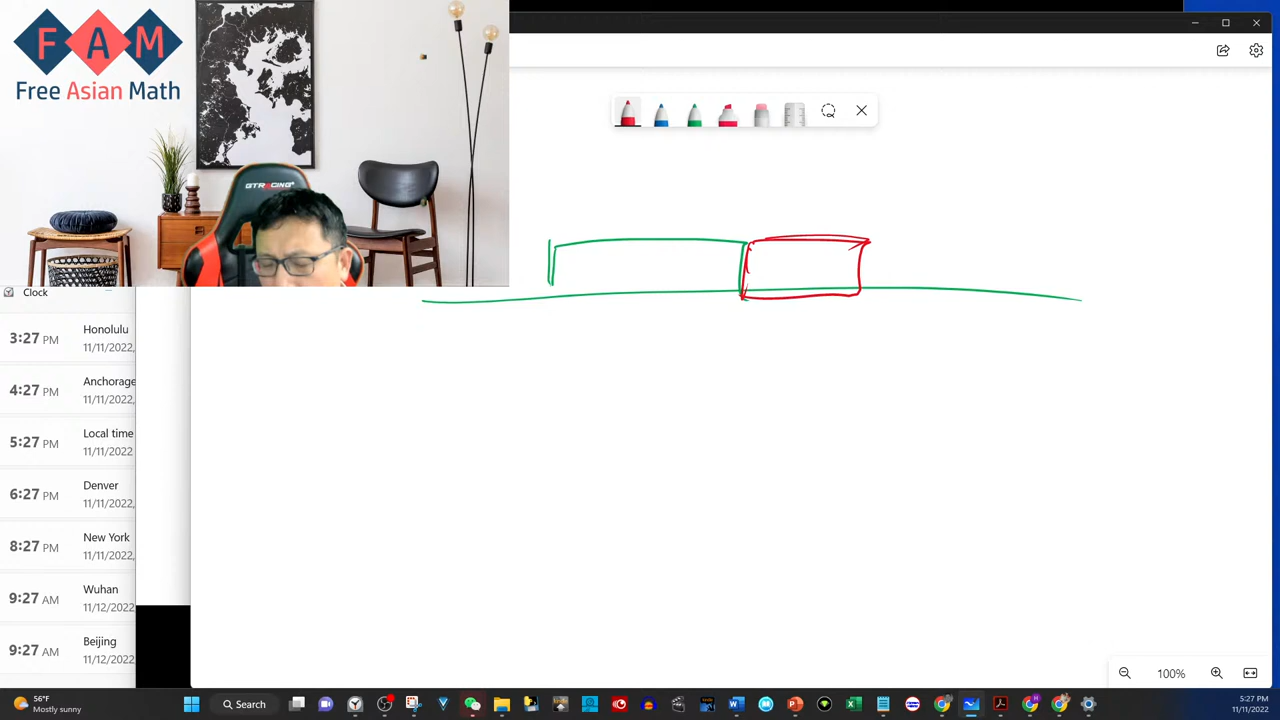 FAM
Free Asian Math
GTRACING
Clock
3:27 PM
Honolulu
11/11/2022,
4:27 PM
Anchorage
11/11/2022,
5:27 PM
Local time
11/11/2022
6:27 PM
Denver
11/11/2022,
8:27 PM
New York
11/11/2022,
9:27 AM
Wuhan
11/12/2022
9:27 AM
Beijing
11/12/2022
100%
56°F
Mostly sunny
Search
5:27 PM
11/11/2022